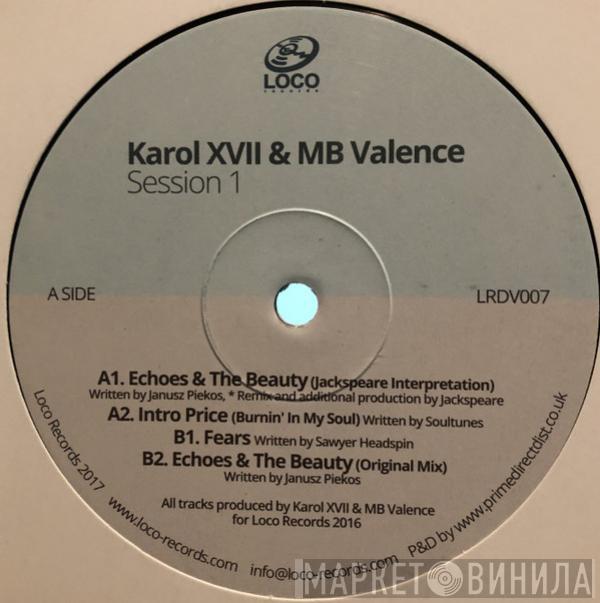 LOCO
records
Karol XVII & MB Valence
Session 1
A SIDE
LRDV007
A1. Echoes & The Beauty (Jackspeare Interpretation)
Written by Janusz Piekos, * Remix and additional production by Jackspeare
A2. Intro Price (Burnin' In My Soul) Written by Soultunes
B1. Fears Written by Sawyer Headspin
B2. Echoes & The Beauty (Original Mix)
Written by Janusz Piekos
All tracks produced by Karol XVII & MB Valence
for Loco Records 2016
Loco Records 2017
www.loco-records.com
info@loco-records.com
P&D by www.primedirectdist.co.uk
МАРКЕТ ВИНИЛА